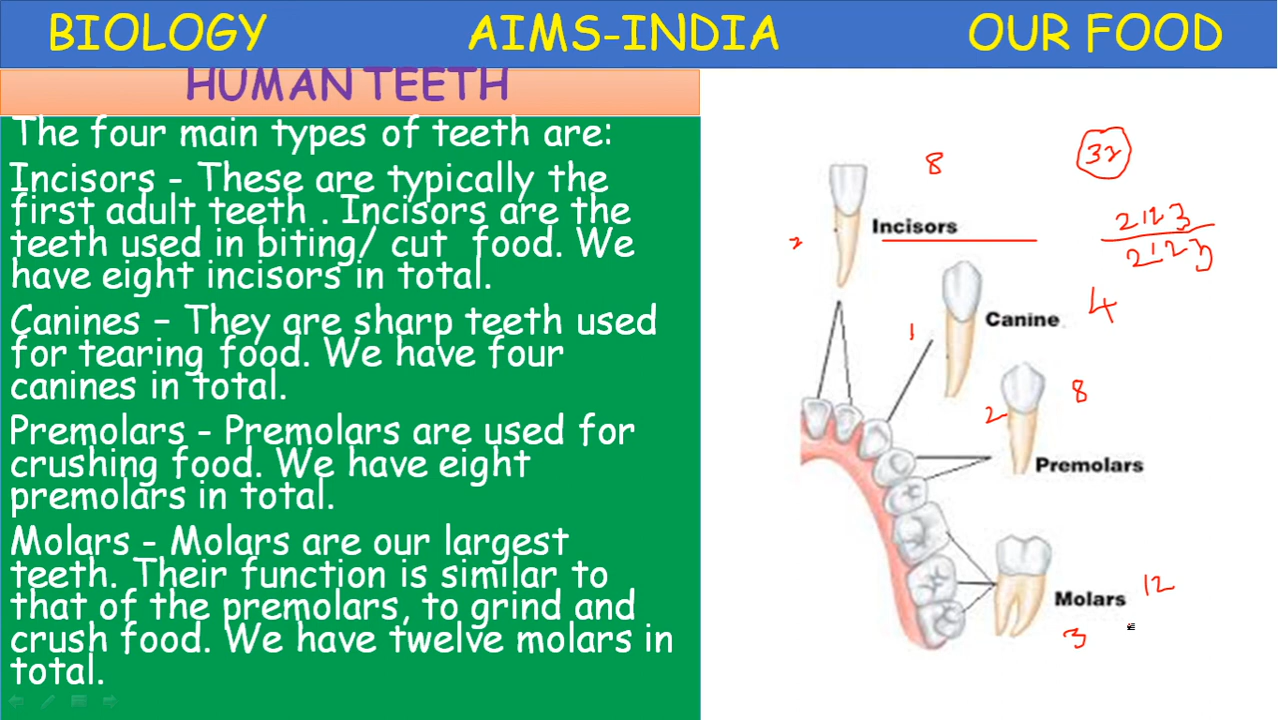 BIOLOGY AIMS-INDIA OUR FOOD
HUMAN TEETH
The four main types of teeth are:
Incisors - These are typically the
first adult teeth . Incisors are the
teeth used in biting/ cut food. We
have eight incisors in total.
Canines – They are sharp teeth used
for tearing food. We have four
canines in total.
Premolars - Premolars are used for
crushing food. We have eight
premolars in total.
Molars - Molars are our largest
teeth. Their function is similar to
that of the premolars, to grind and
crush food. We have twelve molars in
total.
8
32
2123
2123
2
Incisors
1
Canine
4
2
8
Premolars
Molars
12
3